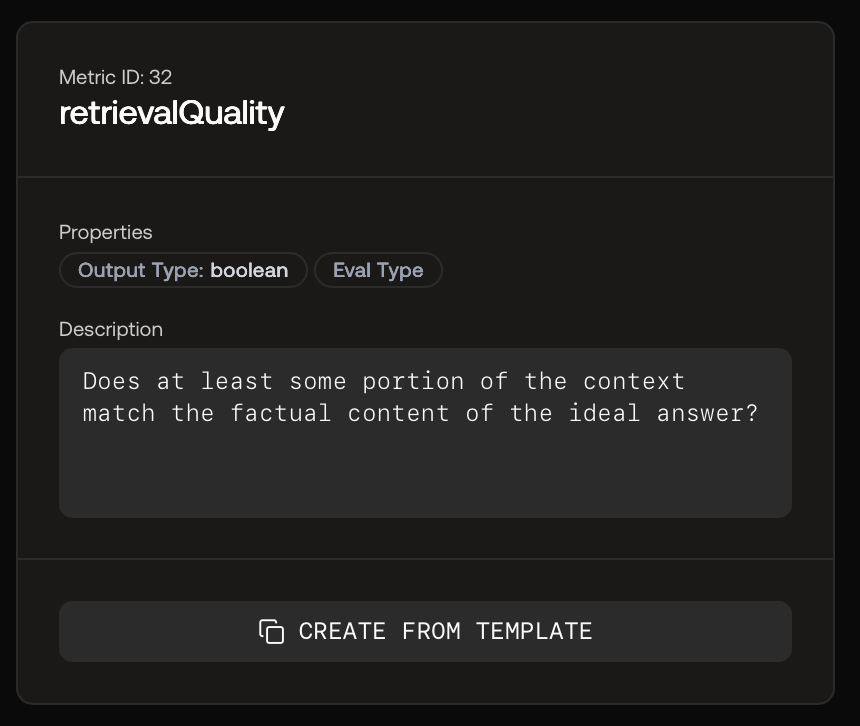 Metric ID: 32
retrievalQuality
Properties
Output Type: boolean Eval Type
Description
Does at least some portion of the context
match the factual content of the ideal answer?
CREATE FROM TEMPLATE